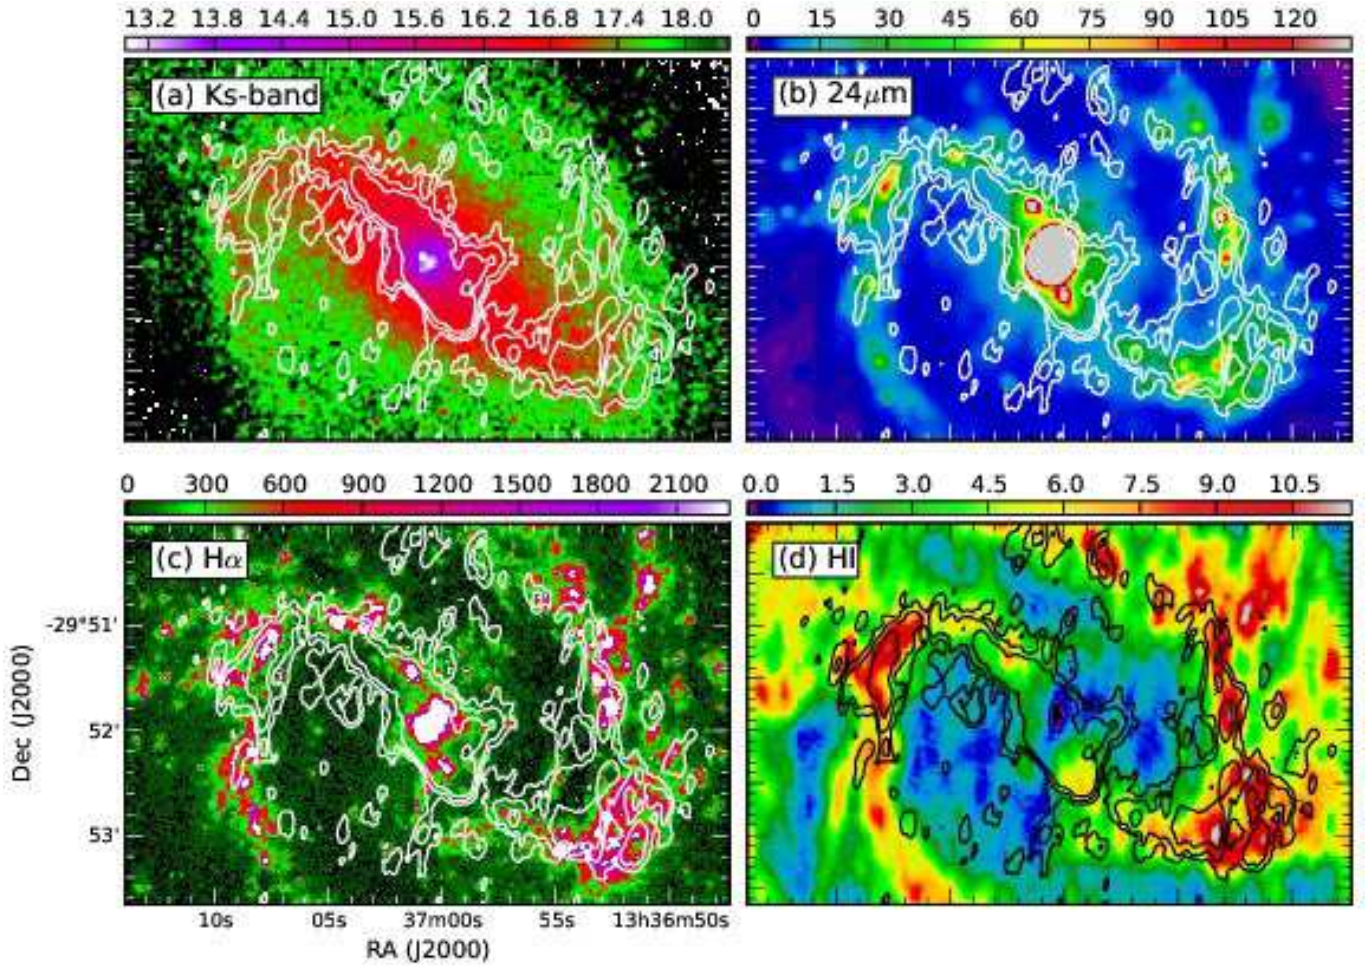 13.2 13.8 14.4 15.0 15.6 16.2 16.8 17.4 18.0
0 15 30 45 60 75 90 105 120
(a) Ks-band
(b) 24μm
0 300 600 900 1200 1500 1800 2100
0.0 1.5 3.0 4.5 6.0 7.5 9.0 10.5
(c) Hα
(d) HI
-29°51'
52'
53'
Dec (J2000)
10s 05s 37m00s 55s 13h36m50s
RA (J2000)